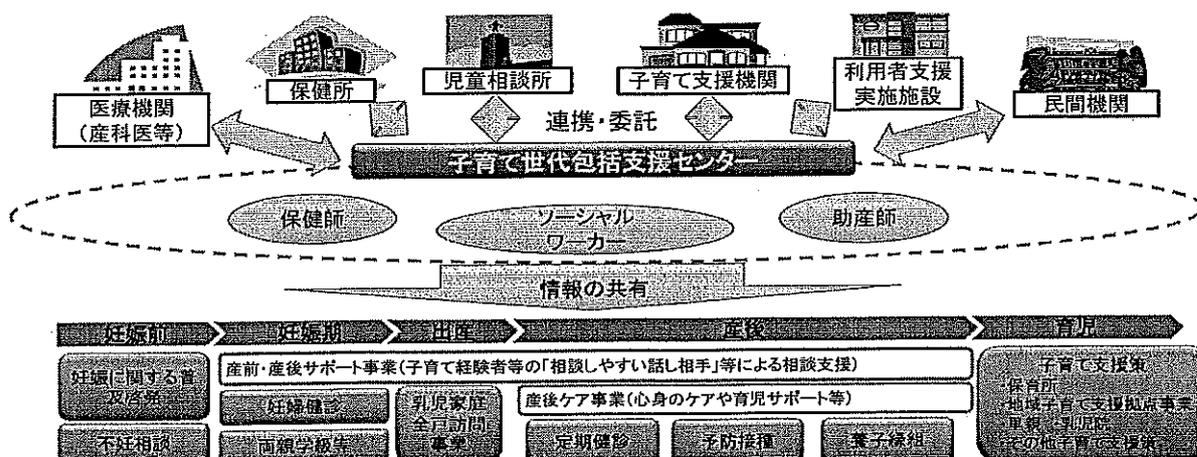 医療機関
(産科医等)
保健所
児童相談所
子育て支援機関
利用者支援
実施施設
民間機関
連携・委託
子育て世代包括支援センター
保健師
ソーシャル
ワーカー
助産師
情報の共有
妊娠前
妊娠期
出産
産後
育児
妊娠に関する普
及啓発
不妊相談
産前・産後サポート事業(子育て経験者等の「相談しやすい話し相手」等による相談支援)
妊婦健診
両親学級等
乳児家庭
全戸訪問
事業
産後ケア事業(心身のケアや育児サポート等)
定期健診
予防接種
養子縁組
子育て支援策
・保育所
・地域子育て支援拠点事業
・里親・乳児院
・その他子育て支援策